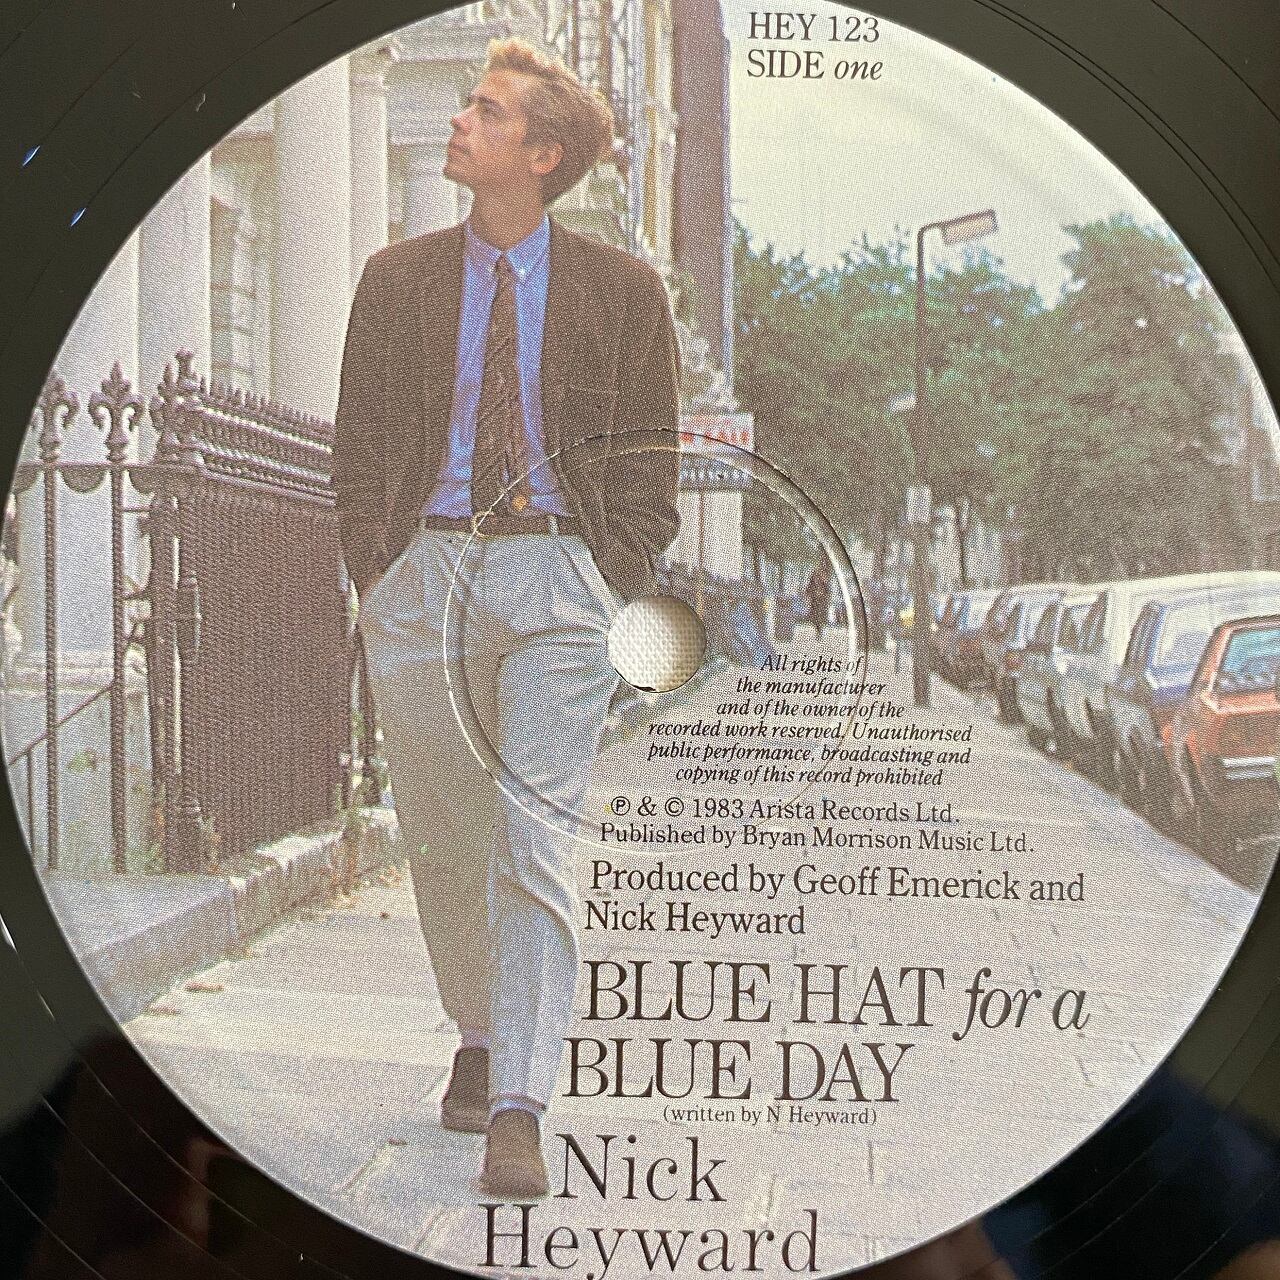 HEY 123
SIDE one
All rights of
the manufacturer
and of the owner of the
recorded work reserved. Unauthorised
public performance, broadcasting and
copying of this record prohibited
℗ & © 1983 Arista Records Ltd.
Published by Bryan Morrison Music Ltd.
Produced by Geoff Emerick and
Nick Heyward
BLUE HAT for a
BLUE DAY
(written by N Heyward)
Nick
Heyward